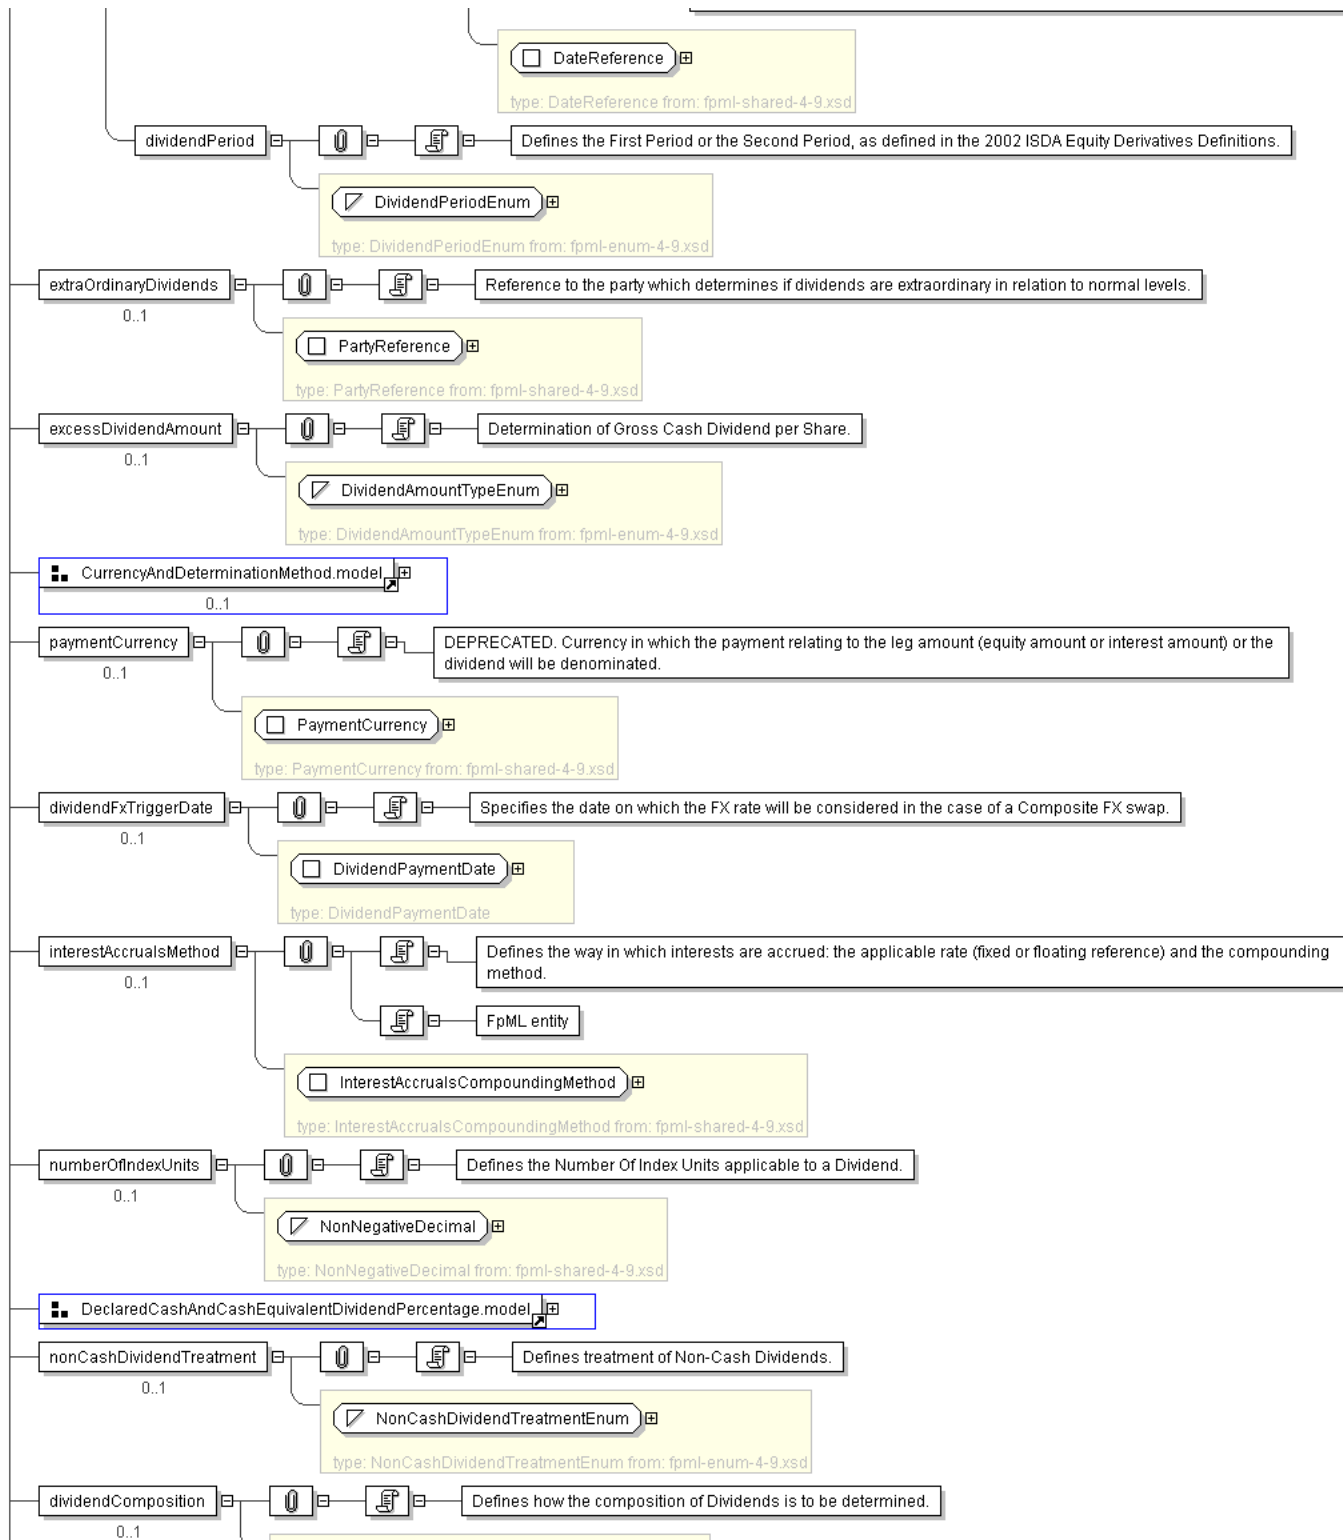 DateReference
type: DateReference from: fpml-shared-4-9.xsd
dividendPeriod
Defines the First Period or the Second Period, as defined in the 2002 ISDA Equity Derivatives Definitions.
DividendPeriodEnum
type: DividendPeriodEnum from: fpml-enum-4-9.xsd
extraOrdinaryDividends
Reference to the party which determines if dividends are extraordinary in relation to normal levels.
0..1
PartyReference
type: PartyReference from: fpml-shared-4-9.xsd
excessDividendAmount
Determination of Gross Cash Dividend per Share.
0..1
DividendAmountTypeEnum
type: DividendAmountTypeEnum from: fpml-enum-4-9.xsd
CurrencyAndDeterminationMethod.model
0..1
paymentCurrency
DEPRECATED. Currency in which the payment relating to the leg amount (equity amount or interest amount) or the
dividend will be denominated.
0..1
PaymentCurrency
type: PaymentCurrency from: fpml-shared-4-9.xsd
dividendFxTriggerDate
Specifies the date on which the FX rate will be considered in the case of a Composite FX swap.
0..1
DividendPaymentDate
type: DividendPaymentDate
interestAccrualsMethod
Defines the way in which interests are accrued: the applicable rate (fixed or floating reference) and the compounding
method.
0..1
FpML entity
InterestAccrualsCompoundingMethod
type: InterestAccrualsCompoundingMethod from: fpml-shared-4-9.xsd
numberOfIndexUnits
Defines the Number Of Index Units applicable to a Dividend.
0..1
NonNegativeDecimal
type: NonNegativeDecimal from: fpml-shared-4-9.xsd
DeclaredCashAndCashEquivalentDividendPercentage.model
nonCashDividendTreatment
Defines treatment of Non-Cash Dividends.
0..1
NonCashDividendTreatmentEnum
type: NonCashDividendTreatmentEnum from: fpml-enum-4-9.xsd
dividendComposition
Defines how the composition of Dividends is to be determined.
0..1